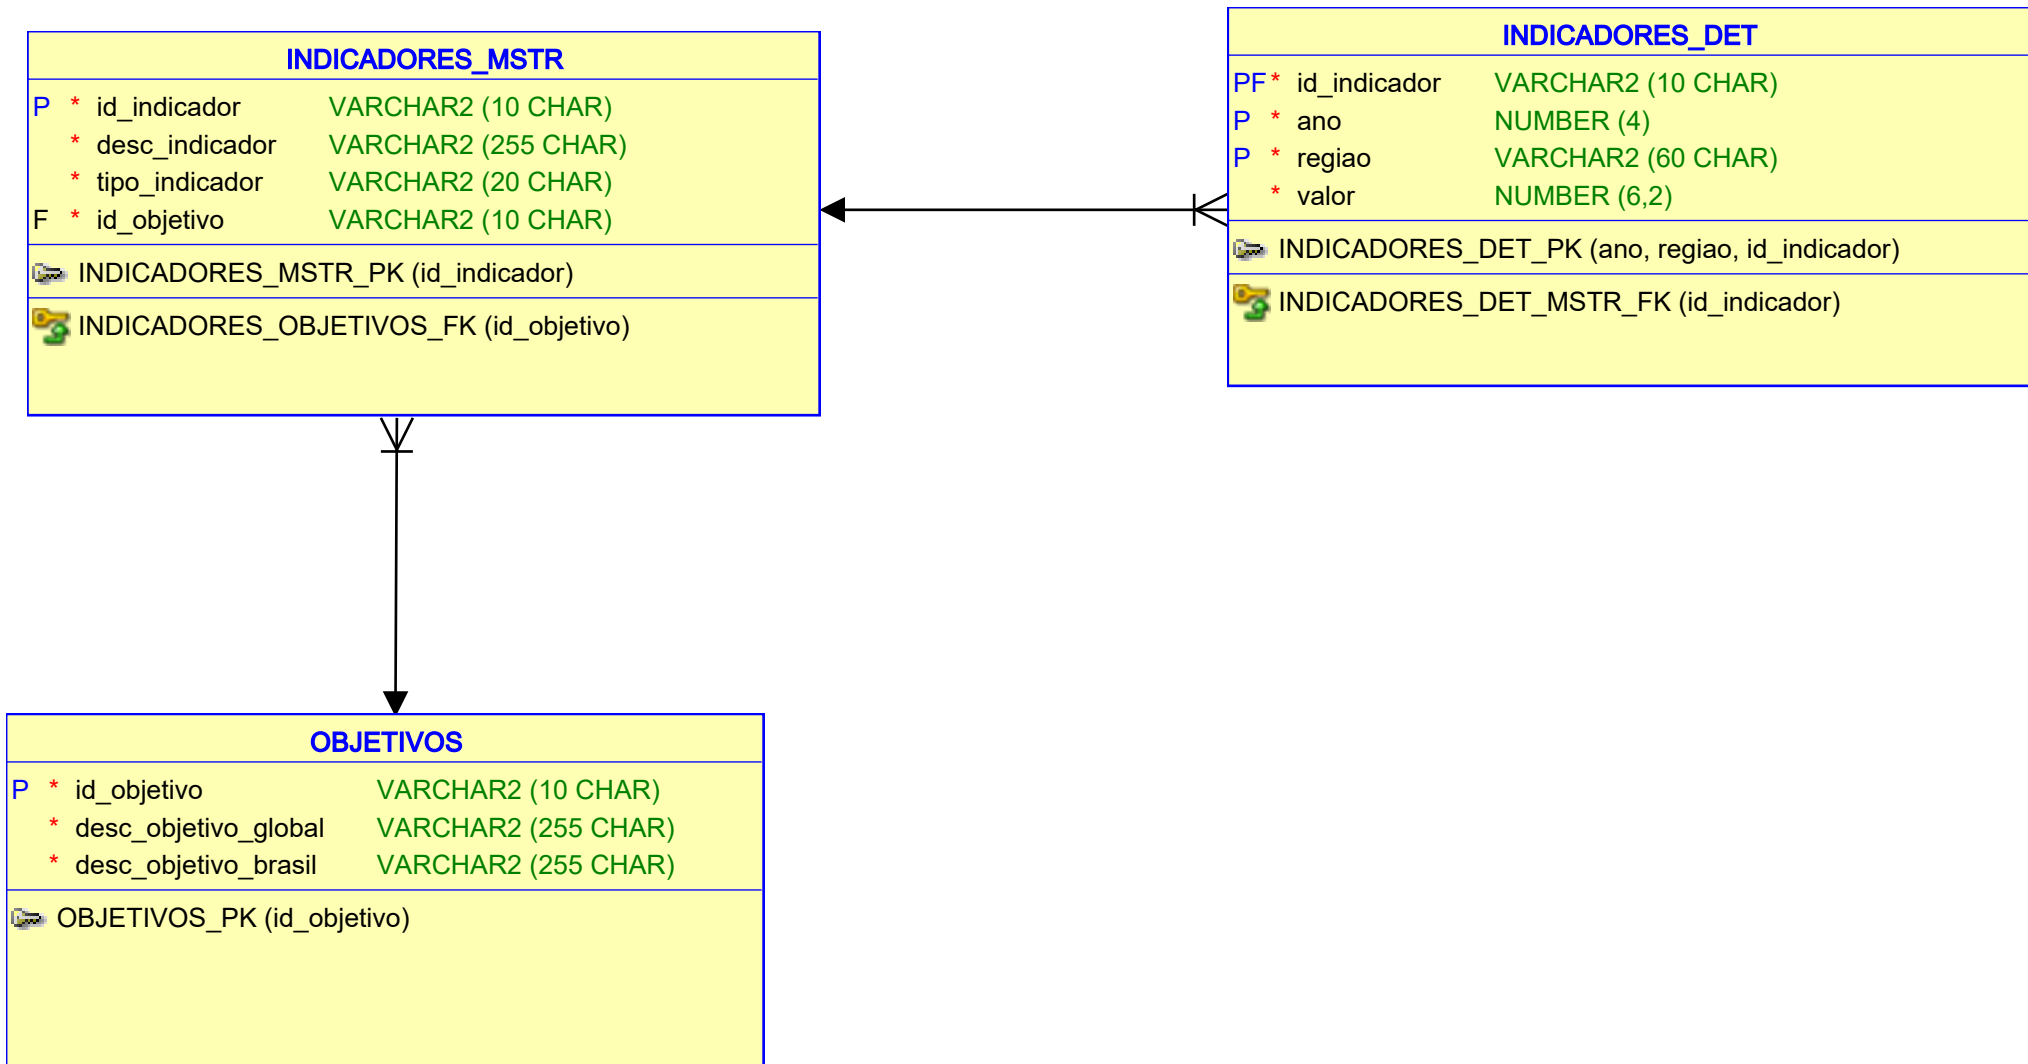 INDICADORES_MSTR
P * id_indicador VARCHAR2 (10 CHAR)
* desc_indicador VARCHAR2 (255 CHAR)
* tipo_indicador VARCHAR2 (20 CHAR)
F * id_objetivo VARCHAR2 (10 CHAR)
INDICADORES_MSTR_PK (id_indicador)
INDICADORES_OBJETIVOS_FK (id_objetivo)
INDICADORES_DET
PF* id_indicador VARCHAR2 (10 CHAR)
P * ano NUMBER (4)
P * regiao VARCHAR2 (60 CHAR)
* valor NUMBER (6,2)
INDICADORES_DET_PK (ano, regiao, id_indicador)
INDICADORES_DET_MSTR_FK (id_indicador)
OBJETIVOS
P * id_objetivo VARCHAR2 (10 CHAR)
* desc_objetivo_global VARCHAR2 (255 CHAR)
* desc_objetivo_brasil VARCHAR2 (255 CHAR)
OBJETIVOS_PK (id_objetivo)